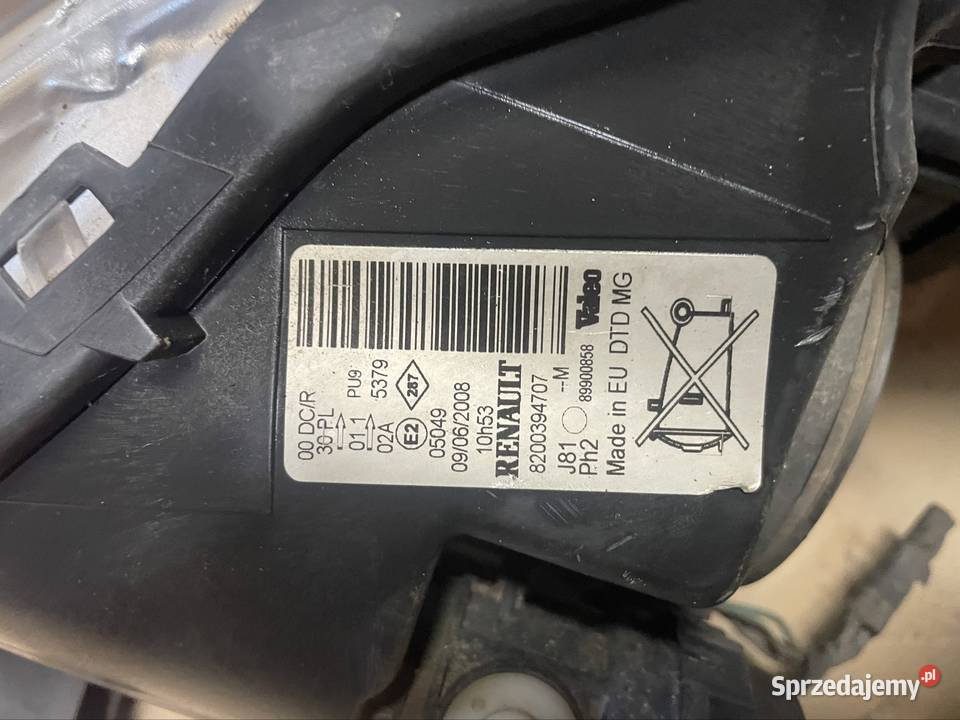 00 DC/R
30 PL
PU9
01 1
5379
02A
E2
287
05049
09/06/2008
10h53
RENAULT
8200394707
J81
--M
Ph2
89900858
Valeo
Made in EU DTD MG
Sprzedajemy.pl